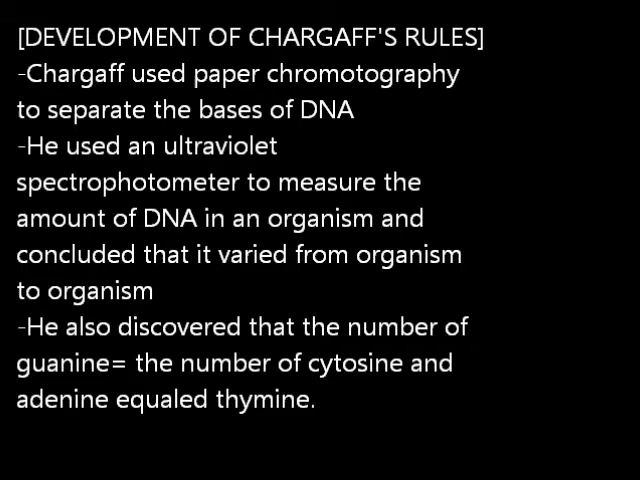 [DEVELOPMENT OF CHARGAFF'S RULES]
-Chargaff used paper chromotography
to separate the bases of DNA
-He used an ultraviolet
spectrophotometer to measure the
amount of DNA in an organism and
concluded that it varied from organism
to organism
-He also discovered that the number of
guanine= the number of cytosine and
adenine equaled thymine.